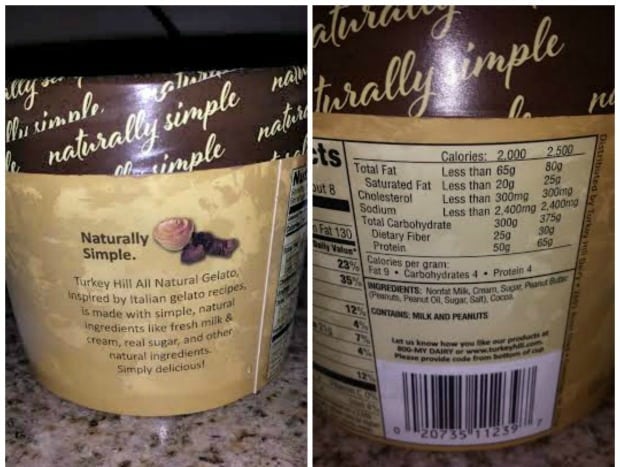 naturally simple
Naturally
Simple.
Turkey Hill All Natural Gelato,
inspired by Italian gelato recipes,
is made with simple, natural
ingredients like fresh milk &
cream, real sugar, and other
natural ingredients.
Simply delicious!
naturally simple
Calories: 2,000 2,500
Total Fat Less than 65g 80g
Saturated Fat Less than 20g 25g
Cholesterol Less than 300mg 300mg
Sodium Less than 2,400mg 2,400mg
Total Carbohydrate 300g 375g
Dietary Fiber 25g 30g
Protein 50g 65g
Calories per gram:
Fat 9 • Carbohydrates 4 • Protein 4
INGREDIENTS: Nonfat Milk, Cream, Sugar, Peanut Butter
(Peanuts, Peanut Oil, Sugar, Salt), Cocoa.
CONTAINS: MILK AND PEANUTS
Let us know how you like our products at
800-MY DAIRY or www.turkeyhill.com.
Please provide code from bottom of cup
0 20735 11239 7
out 8
Fat 130
Daily Value*
23%
35%
12%
4%
7%
4%
12%
Distributed by Turkey Hill